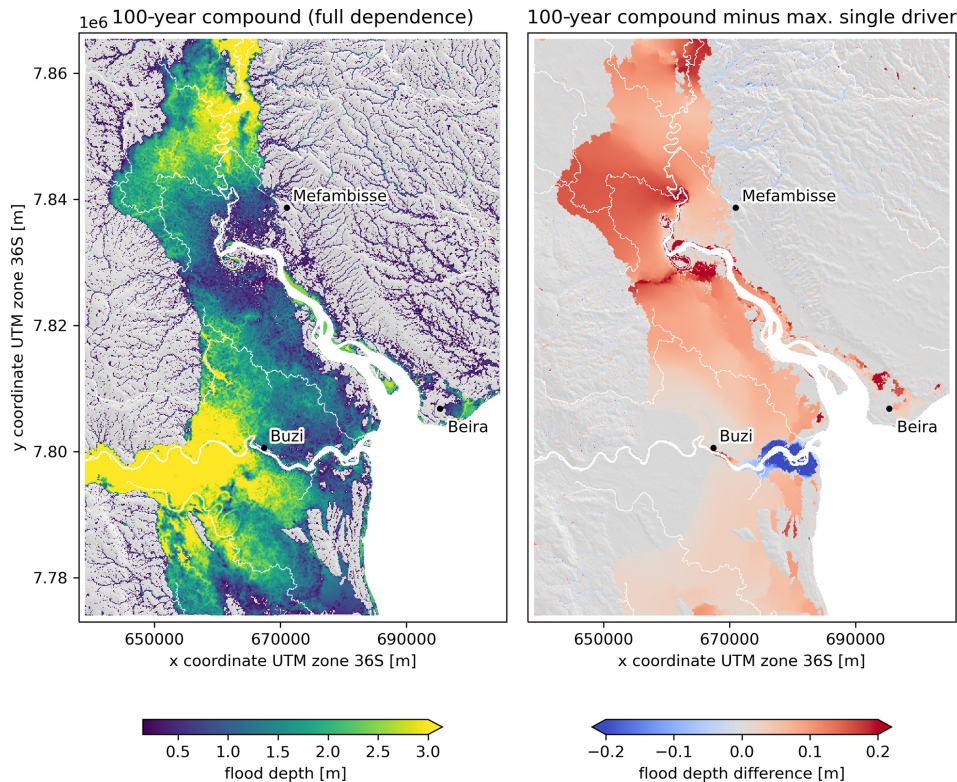 100-year compound (full dependence)
100-year compound minus max. single driver
1e6
7.86
7.84
7.82
7.80
7.78
y coordinate UTM zone 36S [m]
Mefambisse
Buzi
Beira
650000 670000 690000
x coordinate UTM zone 36S [m]
Mefambisse
Buzi
Beira
650000 670000 690000
x coordinate UTM zone 36S [m]
0.5 1.0 1.5 2.0 2.5 3.0
flood depth [m]
−0.2 −0.1 0.0 0.1 0.2
flood depth difference [m]